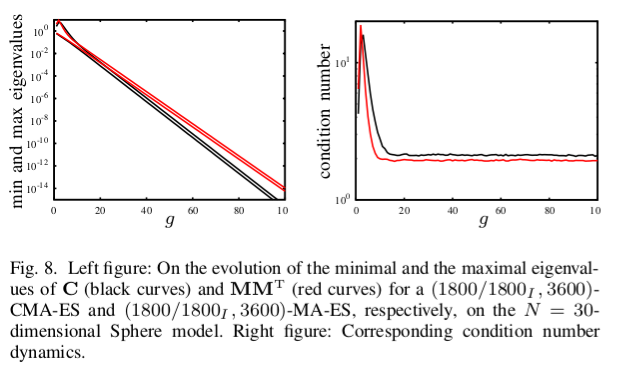 min and max eigenvalues
10^0
10^-2
10^-4
10^-6
10^-8
10^-10
10^-12
10^-14
0 20 40 60 80 10
g
condition number
10^1
10^0
0 20 40 60 80 10
g
Fig. 8. Left figure: On the evolution of the minimal and the maximal eigenval-
ues of C (black curves) and MM^T (red curves) for a (1800/1800_I, 3600)-
CMA-ES and (1800/1800_I, 3600)-MA-ES, respectively, on the N = 30-
dimensional Sphere model. Right figure: Corresponding condition number
dynamics.